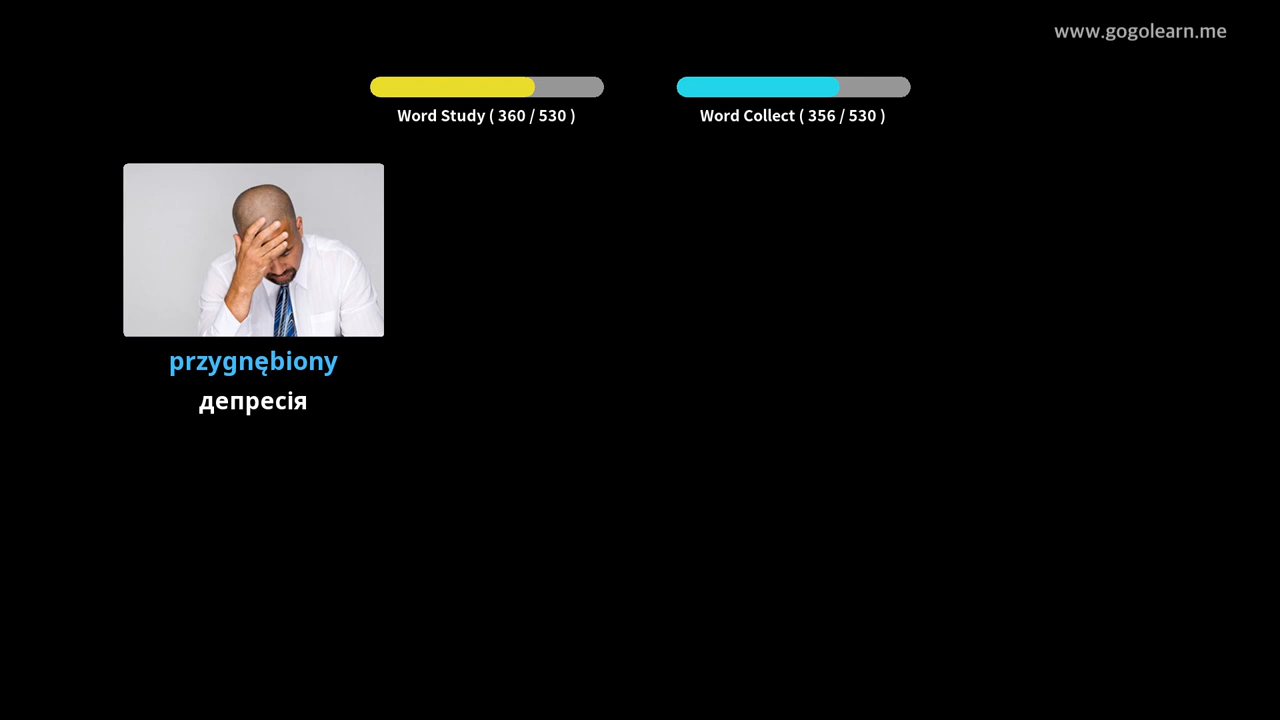 www.gogolearn.me
Word Study ( 360 / 530 )
Word Collect ( 356 / 530 )
przygnębiony
депресія